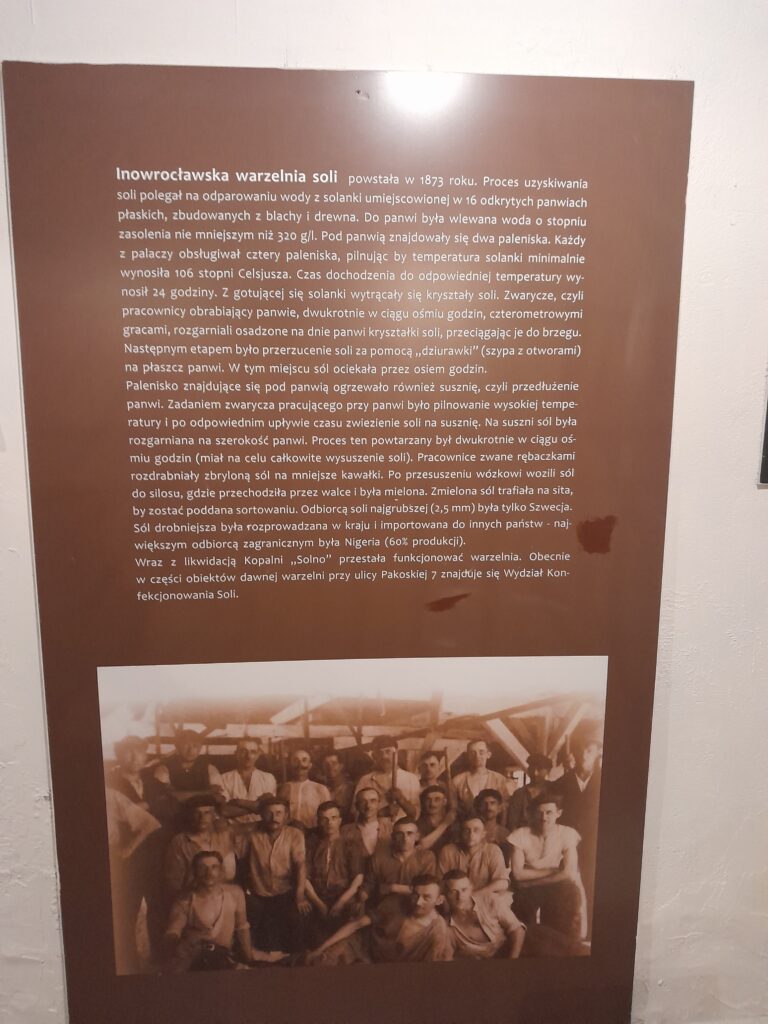 Inowrocławska warzelnia soli powstała w 1873 roku. Proces uzyskiwania
soli polegał na odparowaniu wody z solanki umiejscowionej w 16 odkrytych panwiach
płaskich, zbudowanych z blachy i drewna. Do panwi była wlewana woda o stopniu
zasolenia nie mniejszym niż 320 g/l. Pod panwią znajdowały się dwa paleniska. Każdy
z palaczy obsługiwał cztery paleniska, pilnując by temperatura solanki minimalnie
wynosiła 106 stopni Celsjusza. Czas dochodzenia do odpowiedniej temperatury wy-
nosił 24 godziny. Z gotującej się solanki wytrącały się kryształy soli. Zwarycze, czyli
pracownicy obrabiający panwie, dwukrotnie w ciągu ośmiu godzin, czterometrowymi
gracami, rozgarniali osadzone na dnie panwi kryształki soli, przeciągając je do brzegu.
Następnym etapem było przerzucenie soli za pomocą „dziurawki” (szypa z otworami)
na płaszcz panwi. W tym miejscu sól ociekała przez osiem godzin.
Palenisko znajdujące się pod panwią ogrzewało również susznię, czyli przedłużenie
panwi. Zadaniem zwarycza pracującego przy panwi było pilnowanie wysokiej tempe-
ratury i po odpowiednim upływie czasu zwiezienie soli na susznię. Na suszni sól była
rozgarniana na szerokość panwi. Proces ten powtarzany był dwukrotnie w ciągu oś-
miu godzin (miał na celu całkowite wysuszenie soli). Pracownice zwane rębaczkami
rozdrabniały zbryloną sól na mniejsze kawałki. Po przesuszeniu wózkowi wozili sól
do silosu, gdzie przechodziła przez walce i była mielona. Zmielona sól trafiała na sita,
by zostać poddana sortowaniu. Odbiorcą soli najgrubszej (2,5 mm) była tylko Szwecja.
Sól drobniejsza była rozprowadzana w kraju i importowana do innych państw - naj-
większym odbiorcą zagranicznym była Nigeria (60% produkcji).
Wraz z likwidacją Kopalni „Solno” przestała funkcjonować warzelnia. Obecnie
w części obiektów dawnej warzelni przy ulicy Pakoskiej 7 znajduje się Wydział Kon-
fekcjonowania Soli.